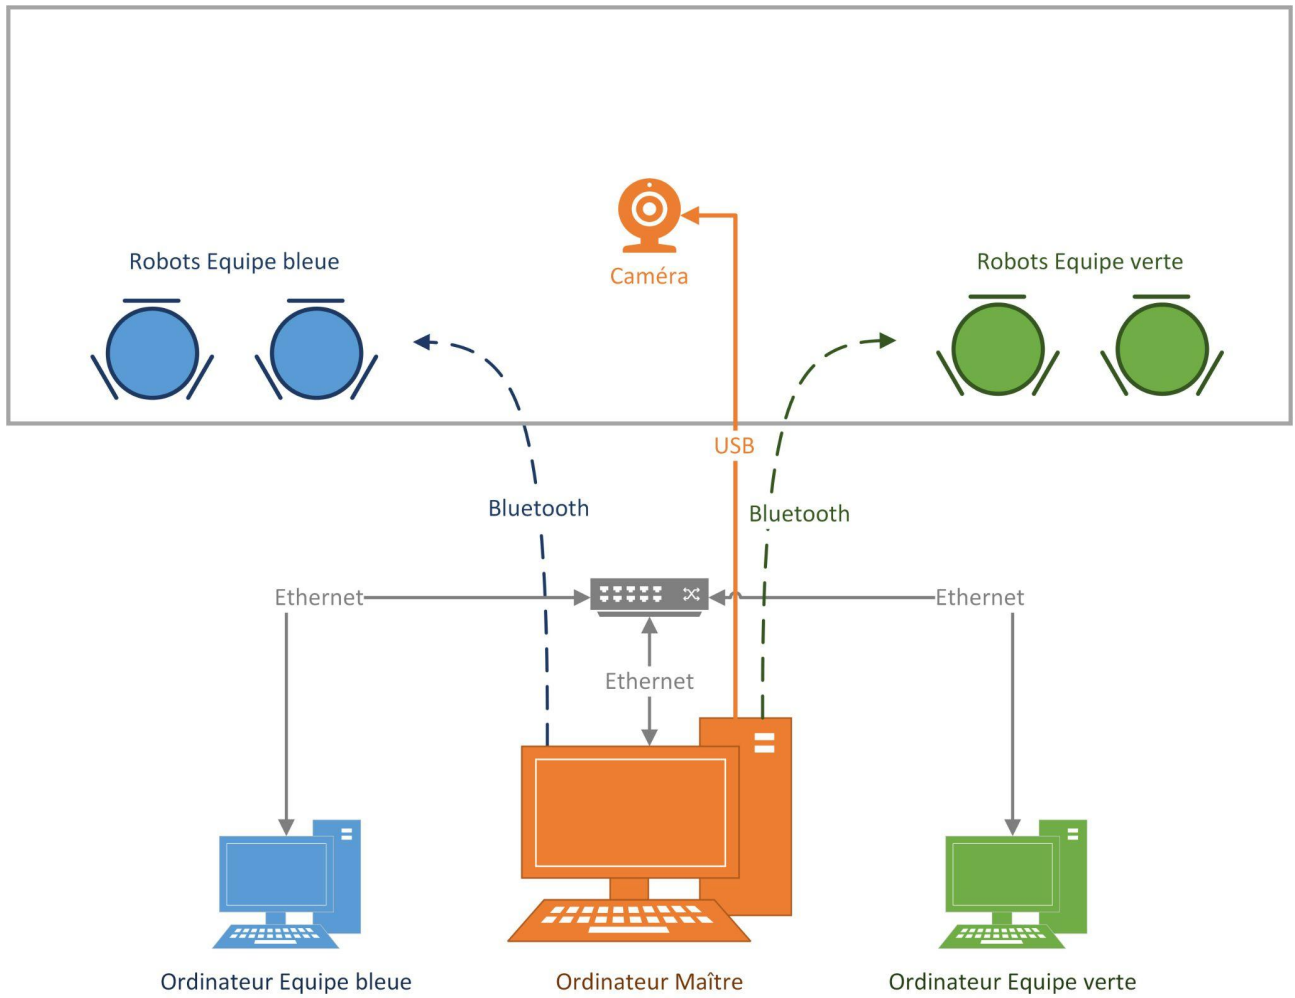 Robots Equipe bleue
Caméra
Robots Equipe verte
USB
Bluetooth
Bluetooth
Ethernet
Ethernet
Ethernet
Ordinateur Equipe bleue
Ordinateur Maître
Ordinateur Equipe verte